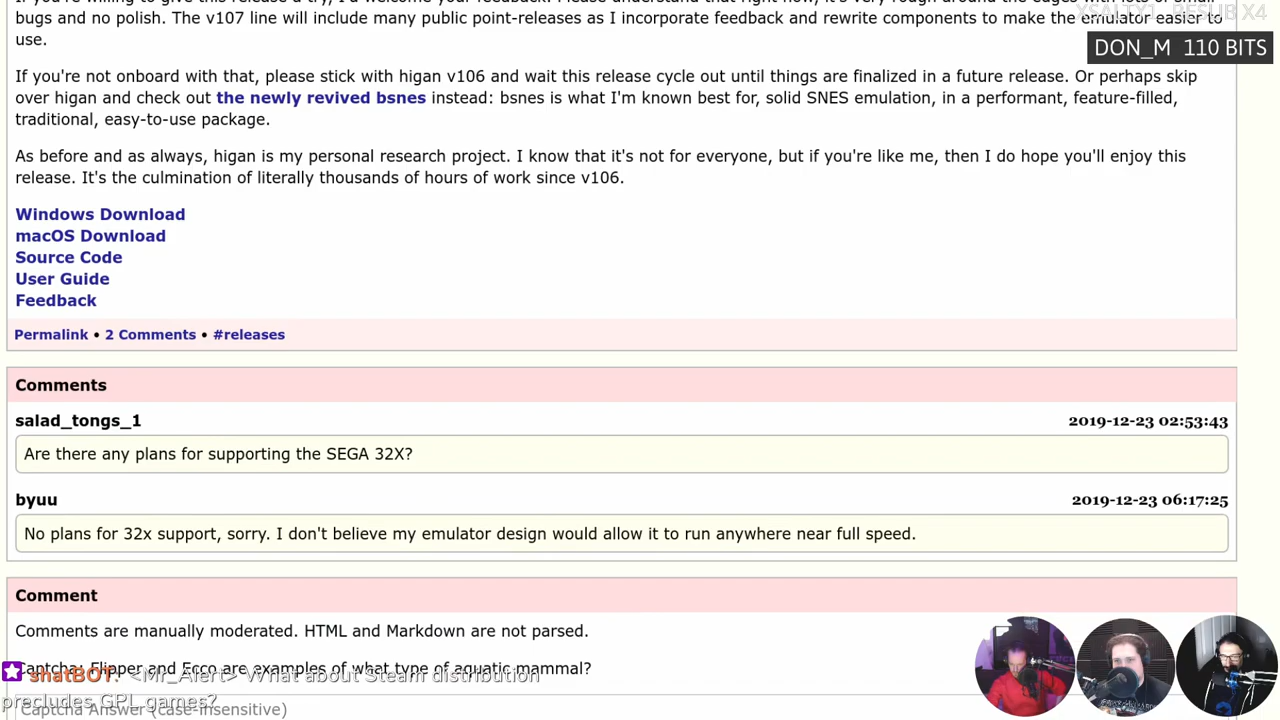 bugs and no polish. The v107 line will include many public point-releases as I incorporate feedback and rewrite components to make the emulator easier to
use.
XSALTY1 RESUB X4
DON_M 110 BITS
If you're not onboard with that, please stick with higan v106 and wait this release cycle out until things are finalized in a future release. Or perhaps skip
over higan and check out the newly revived bsnes instead: bsnes is what I'm known best for, solid SNES emulation, in a performant, feature-filled,
traditional, easy-to-use package.
As before and as always, higan is my personal research project. I know that it's not for everyone, but if you're like me, then I do hope you'll enjoy this
release. It's the culmination of literally thousands of hours of work since v106.
Windows Download
macOS Download
Source Code
User Guide
Feedback
Permalink • 2 Comments • #releases
Comments
salad_tongs_1 2019-12-23 02:53:43
Are there any plans for supporting the SEGA 32X?
byuu 2019-12-23 06:17:25
No plans for 32x support, sorry. I don't believe my emulator design would allow it to run anywhere near full speed.
Comment
Comments are manually moderated. HTML and Markdown are not parsed.
Captcha: Flipper and Ecco are examples of what type of aquatic mammal?
shatBOT: <Mr_Alert> What about Steam distribution
precludes GPL games?
Captcha Answer (case-insensitive)